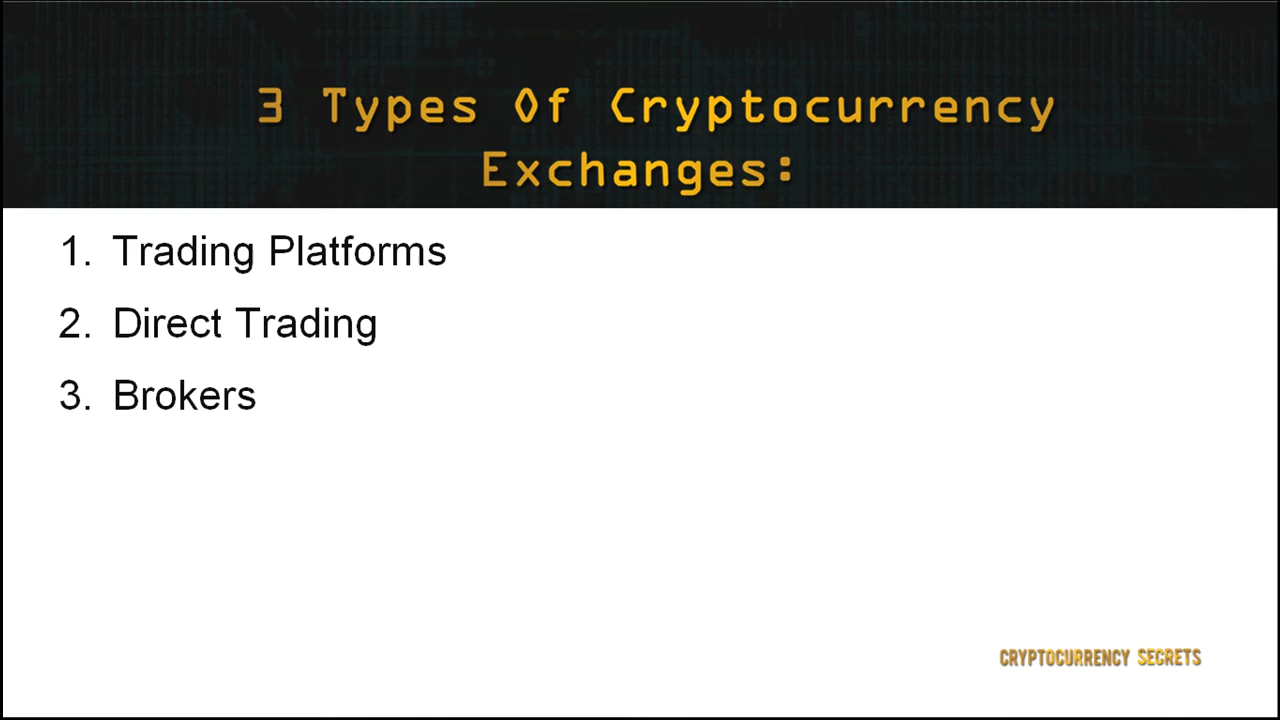 3 Types Of Cryptocurrency
Exchanges:
1. Trading Platforms
2. Direct Trading
3. Brokers
CRYPTOCURRENCY SECRETS